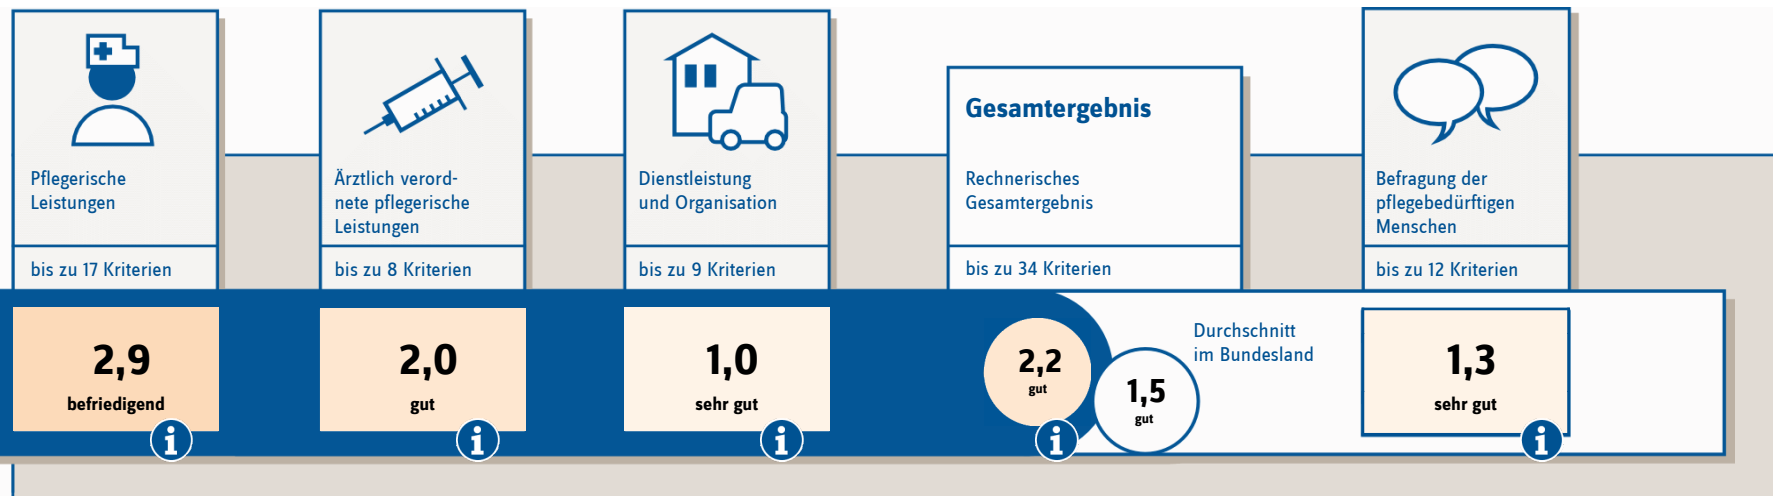 Pflegerische
Leistungen
bis zu 17 Kriterien
2,9
befriedigend
i
Ärztlich verord-
nete pflegerische
Leistungen
bis zu 8 Kriterien
2,0
gut
i
Dienstleistung
und Organisation
bis zu 9 Kriterien
1,0
sehr gut
i
Gesamtergebnis
Rechnerisches
Gesamtergebnis
bis zu 34 Kriterien
2,2
gut
i
Durchschnitt
im Bundesland
1,5
gut
Befragung der
pflegebedürftigen
Menschen
bis zu 12 Kriterien
1,3
sehr gut
i